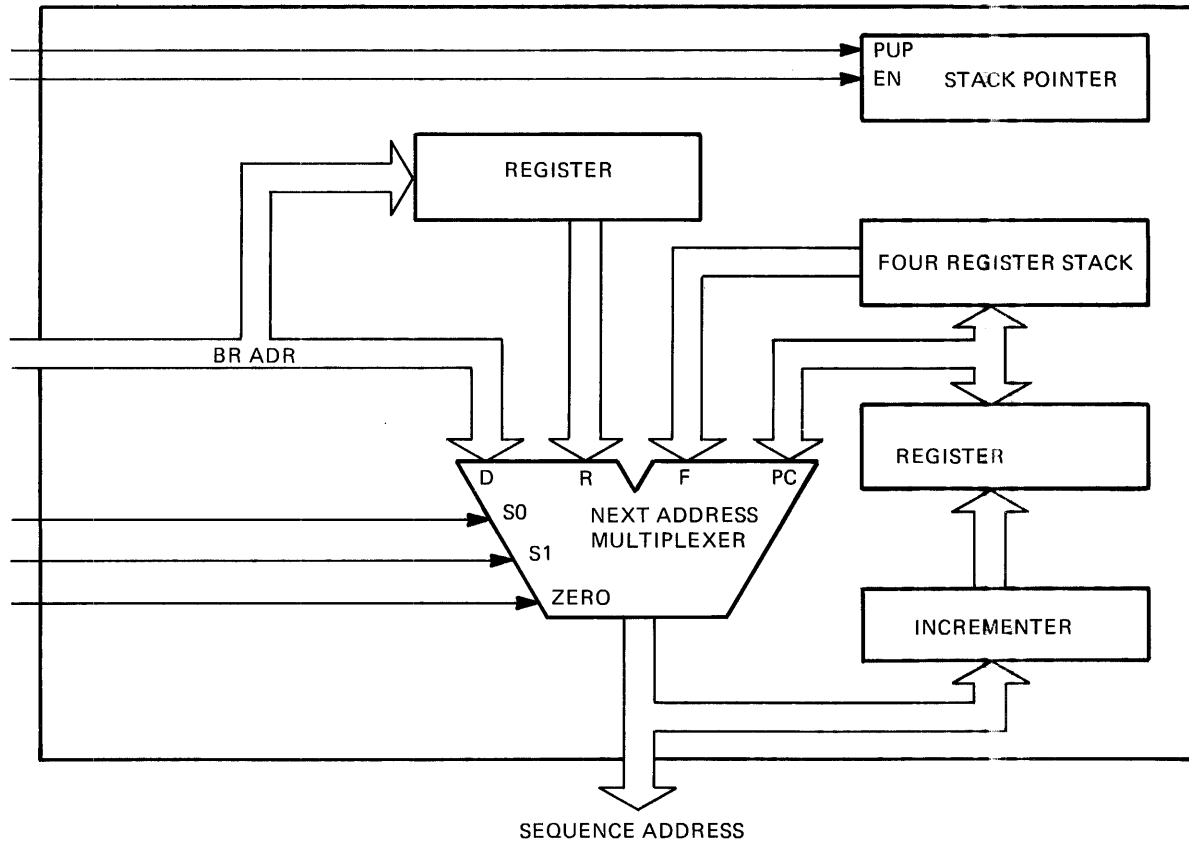 PUP
EN
STACK POINTER
REGISTER
FOUR REGISTER STACK
BR ADR
REGISTER
D
R
F
PC
S0
NEXT ADDRESS
MULTIPLEXER
S1
ZERO
INCREMENTER
SEQUENCE ADDRESS